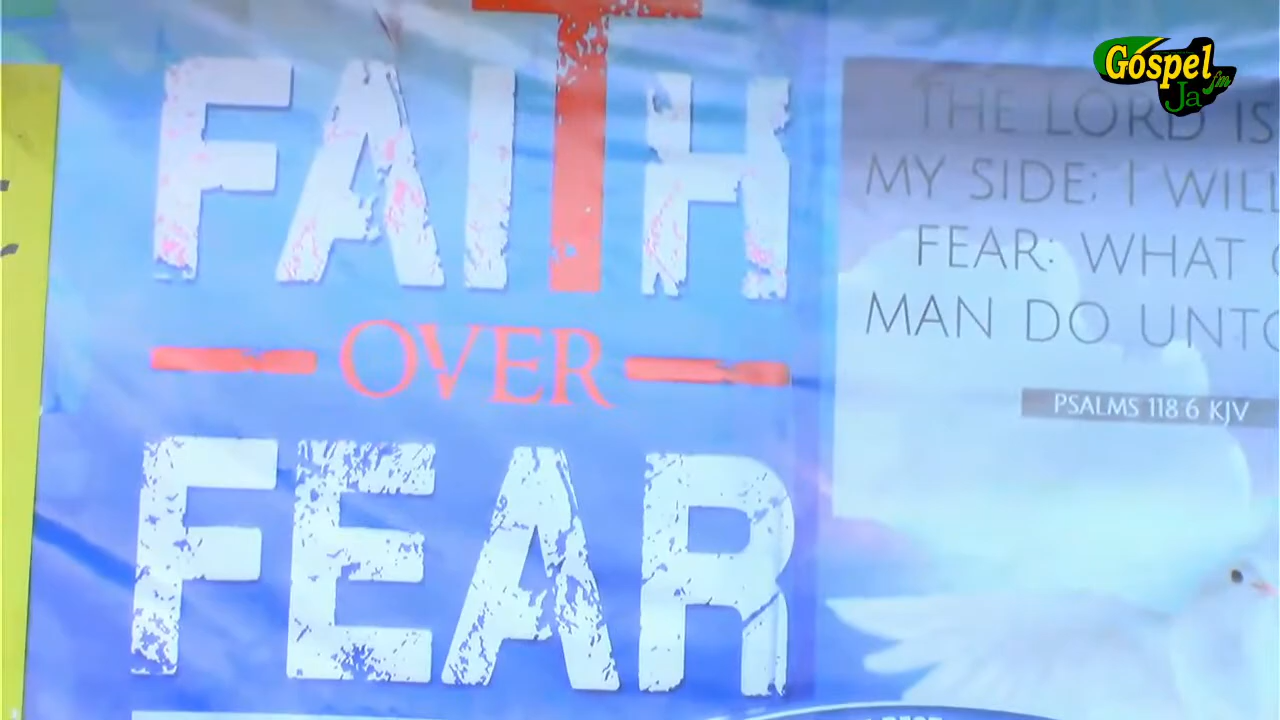 FAITH
OVER
FEAR
THE LORD IS
MY SIDE; I WILL
FEAR: WHAT
MAN DO UNTO
PSALMS 118:6 KJV
Gospel
Ja fm